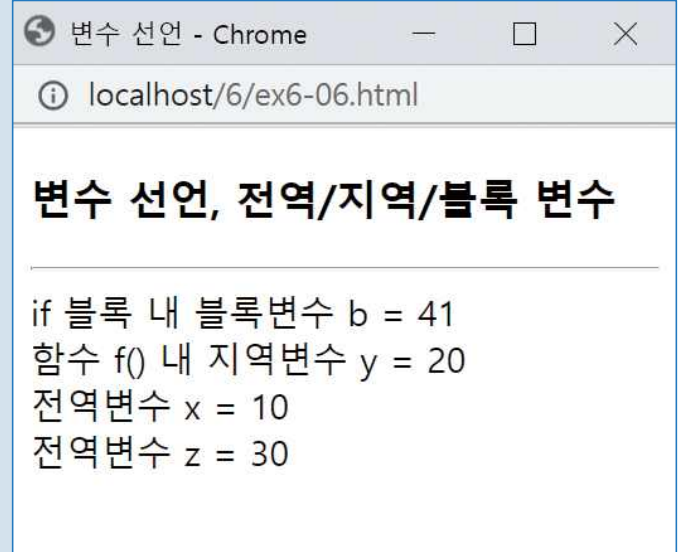 변수 선언 - Chrome
localhost/6/ex6-06.html
변수 선언, 전역/지역/블록 변수
if 블록 내 블록변수 b = 41
함수 f() 내 지역변수 y = 20
전역변수 x = 10
전역변수 z = 30